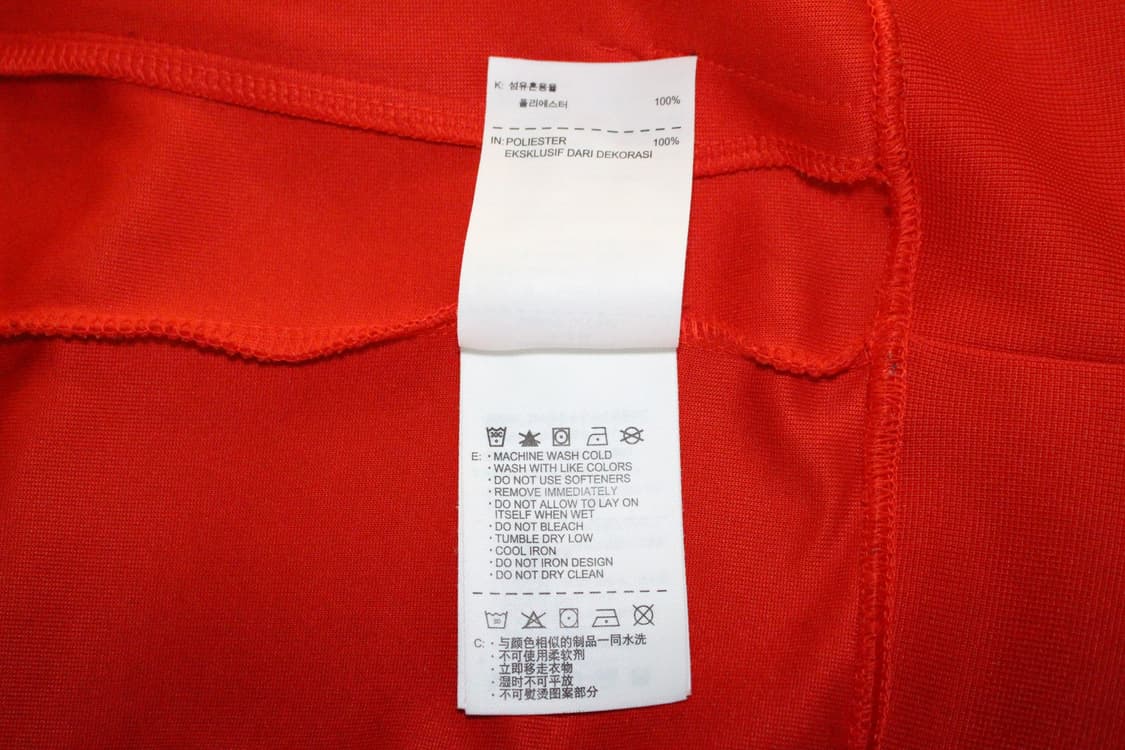 K: 섬유혼용율
폴리에스터 100%
IN: POLIESTER 100%
EKSKLUSIF DARI DEKORASI
30C
E: • MACHINE WASH COLD
• WASH WITH LIKE COLORS
• DO NOT USE SOFTENERS
• REMOVE IMMEDIATELY
• DO NOT ALLOW TO LAY ON
ITSELF WHEN WET
• DO NOT BLEACH
• TUMBLE DRY LOW
• COOL IRON
• DO NOT IRON DESIGN
• DO NOT DRY CLEAN
30
C: • 与颜色相似的制品一同水洗
• 不可使用柔软剂
• 立即移走衣物
• 湿时不可平放
• 不可熨烫图案部分